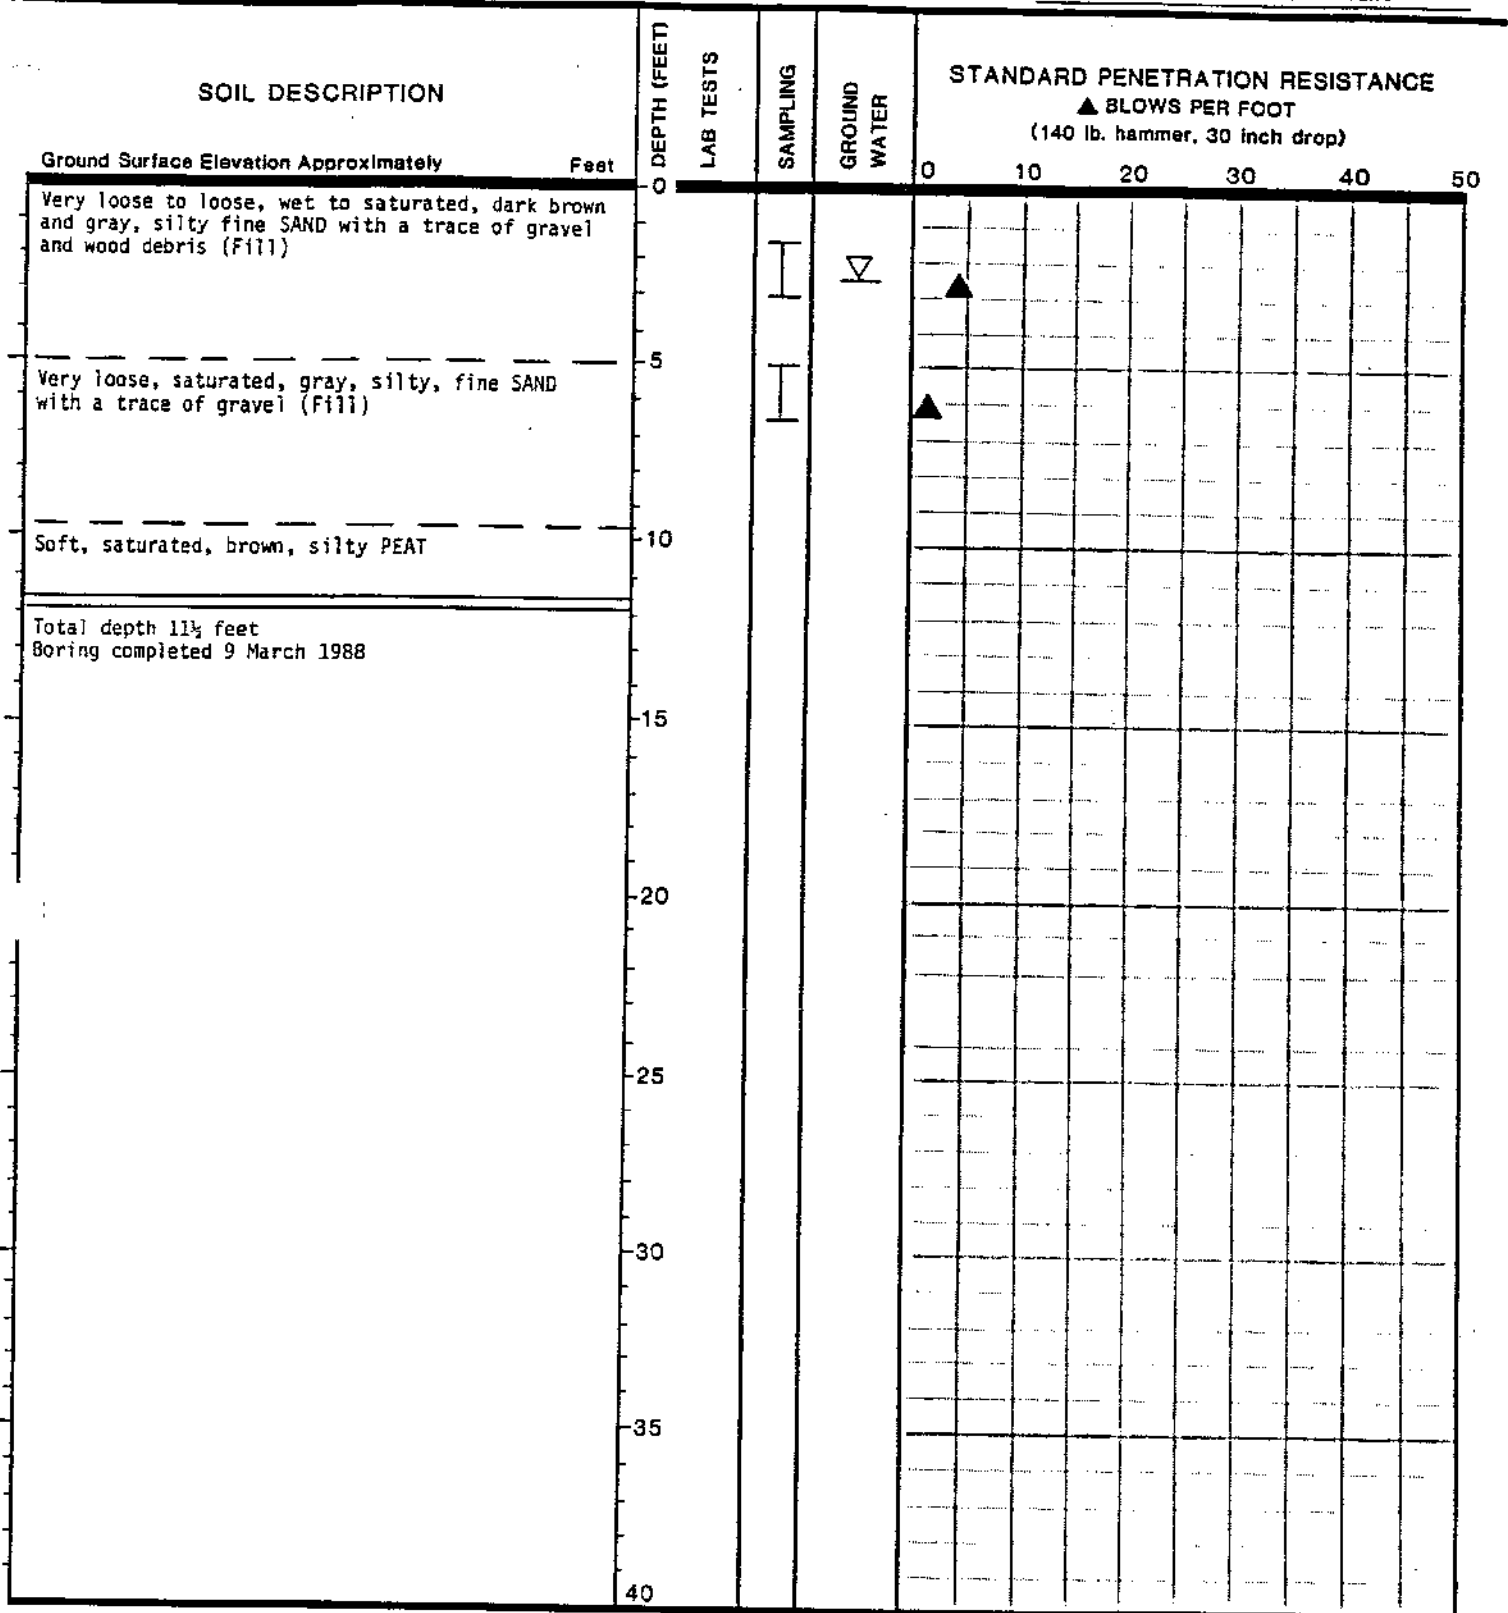 SOIL DESCRIPTION
Ground Surface Elevation Approximately Feet
DEPTH (FEET)
LAB TESTS
SAMPLING
GROUND
WATER
STANDARD PENETRATION RESISTANCE
▲ BLOWS PER FOOT
(140 lb. hammer, 30 inch drop)
0 10 20 30 40 50
0
Very loose to loose, wet to saturated, dark brown
and gray, silty fine SAND with a trace of gravel
and wood debris (Fill)
5
Very loose, saturated, gray, silty, fine SAND
with a trace of gravel (Fill)
10
Soft, saturated, brown, silty PEAT
Total depth 11½ feet
Boring completed 9 March 1988
15
20
25
30
35
40